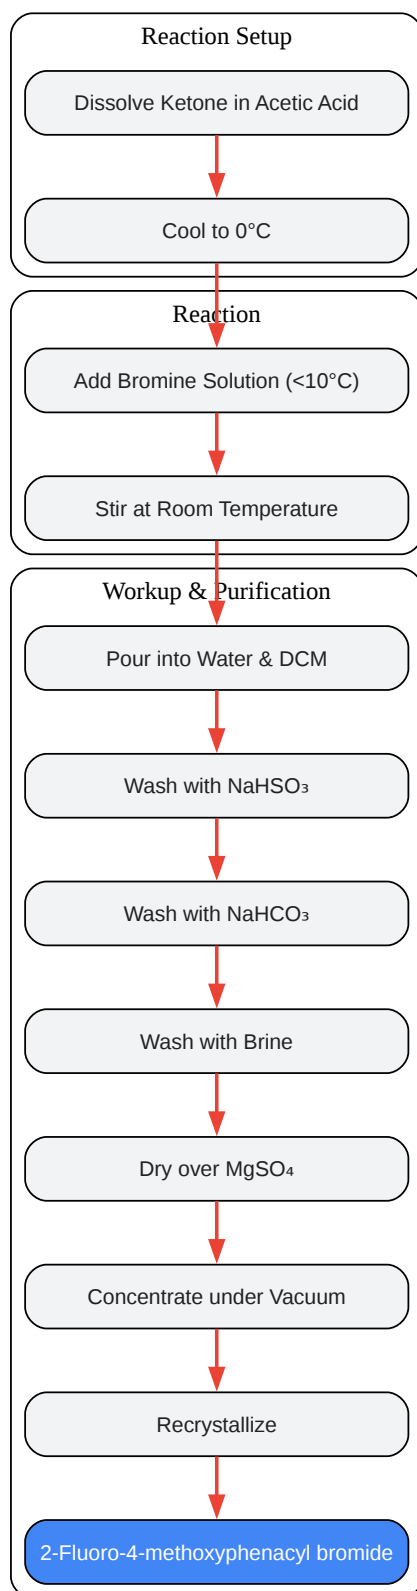 Reaction Setup
Dissolve Ketone in Acetic Acid
Cool to 0°C
Reaction
Add Bromine Solution (<10°C)
Stir at Room Temperature
Workup & Purification
Pour into Water & DCM
Wash with NaHSO₃
Wash with NaHCO₃
Wash with Brine
Dry over MgSO₄
Concentrate under Vacuum
Recrystallize
2-Fluoro-4-methoxyphenacyl bromide